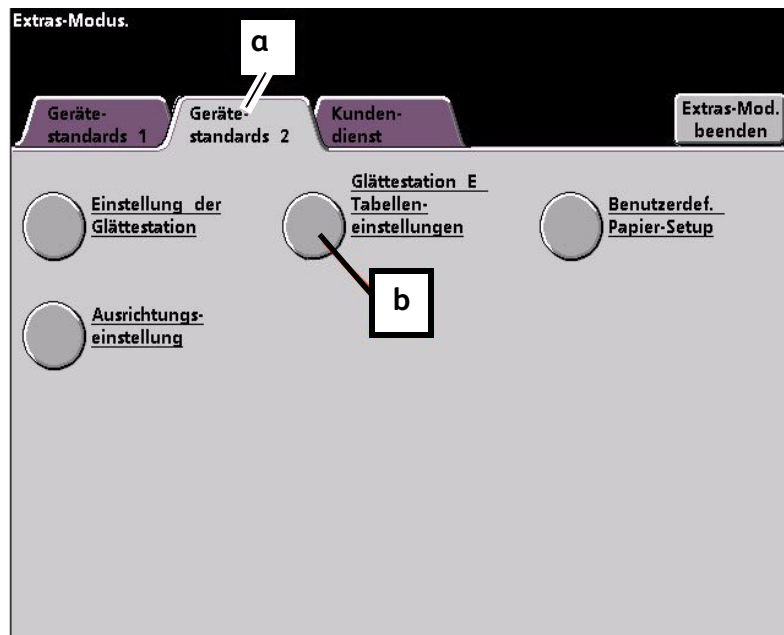 Extras-Modus.
a
Geräte-
standards 1
Geräte-
standards 2
Kunden-
dienst
Extras-Mod.
beenden
Einstellung der
Glättestation
Glättestation E
Tabellen-
einstellungen
Benutzerdef.
Papier-Setup
b
Ausrichtungs-
einstellung